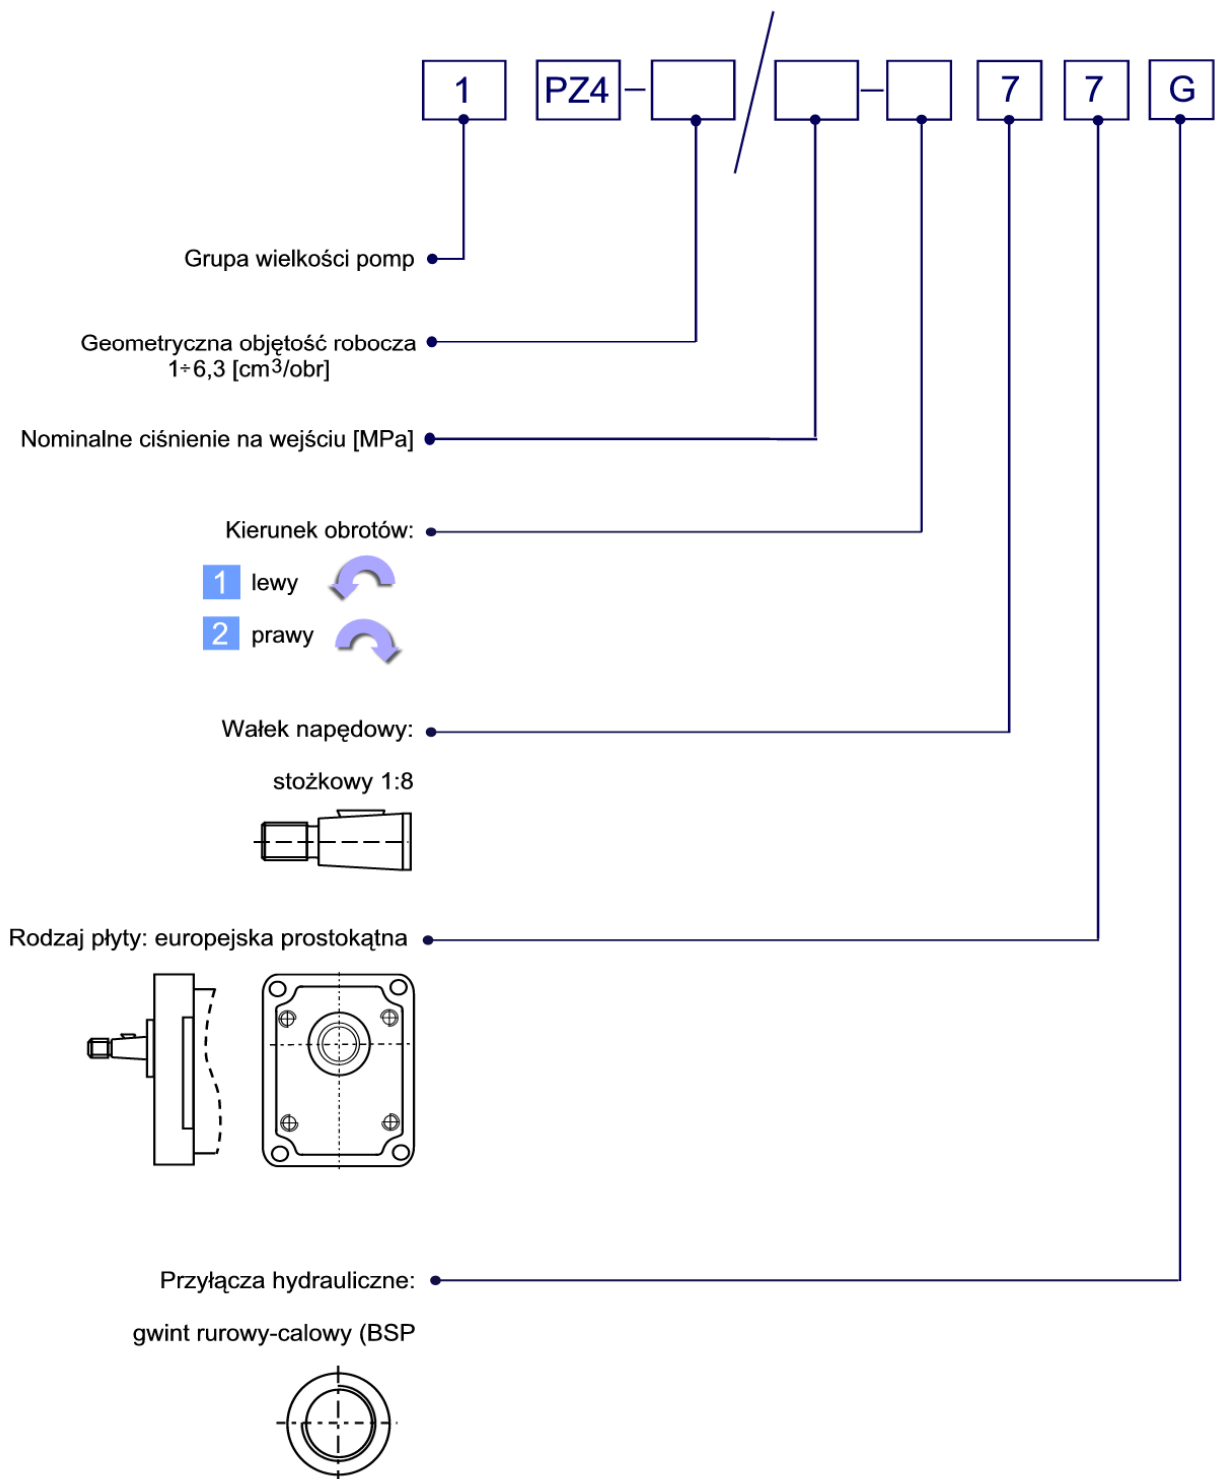 1 PZ4 – / – 7 7 G
Grupa wielkości pomp
Geometryczna objętość robocza
1÷6,3 [cm³/obr]
Nominalne ciśnienie na wejściu [MPa]
Kierunek obrotów:
1 lewy
2 prawy
Wałek napędowy:
stożkowy 1:8
Rodzaj płyty: europejska prostokątna
Przyłącza hydrauliczne:
gwint rurowy-calowy (BSP